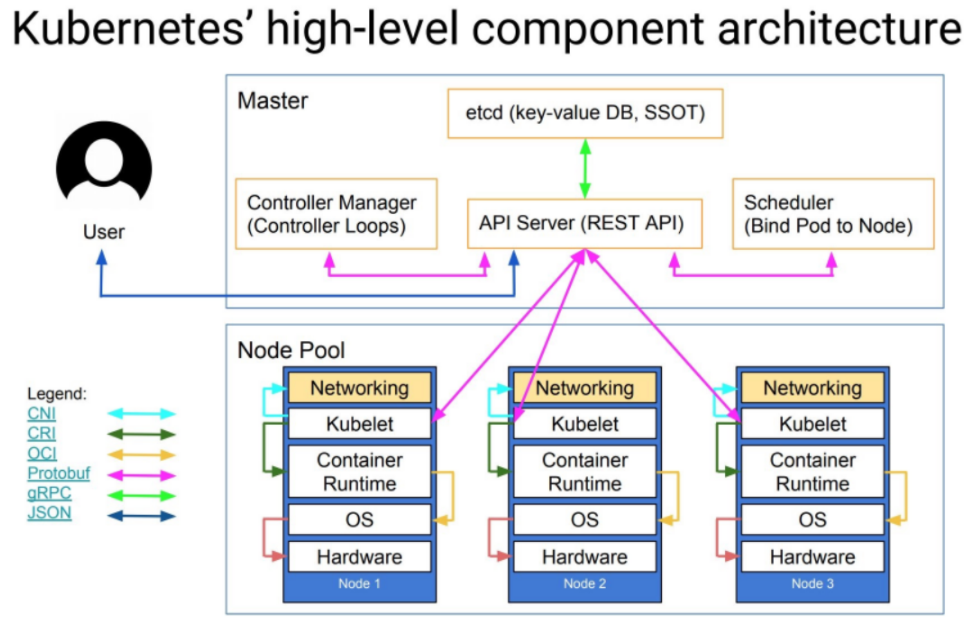 Kubernetes’ high-level component architecture
Master
etcd (key-value DB, SSOT)
Controller Manager
(Controller Loops)
API Server (REST API)
Scheduler
(Bind Pod to Node)
User
Node Pool
Legend:
CNI
CRI
OCI
Protobuf
gRPC
JSON
Networking
Kubelet
Container
Runtime
OS
Hardware
Node 1
Networking
Kubelet
Container
Runtime
OS
Hardware
Node 2
Networking
Kubelet
Container
Runtime
OS
Hardware
Node 3